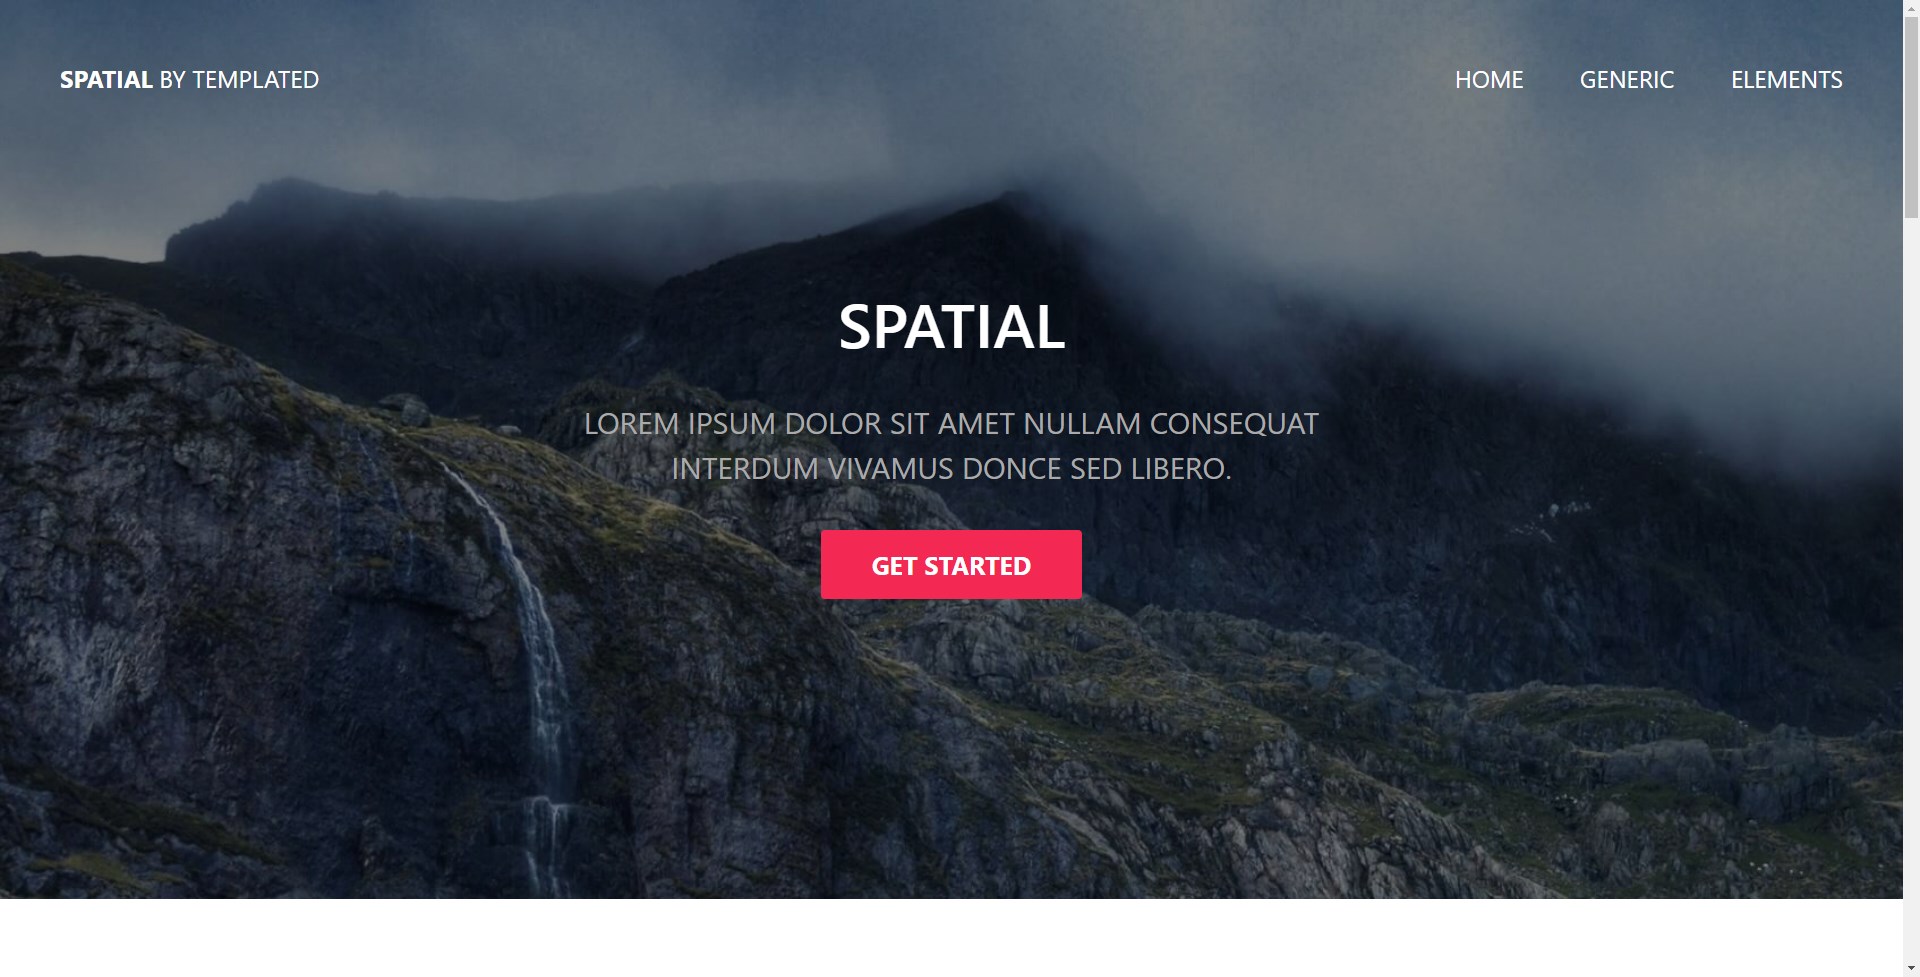 SPATIAL BY TEMPLATED
HOME GENERIC ELEMENTS
SPATIAL
LOREM IPSUM DOLOR SIT AMET NULLAM CONSEQUAT
INTERDUM VIVAMUS DONCE SED LIBERO.
GET STARTED